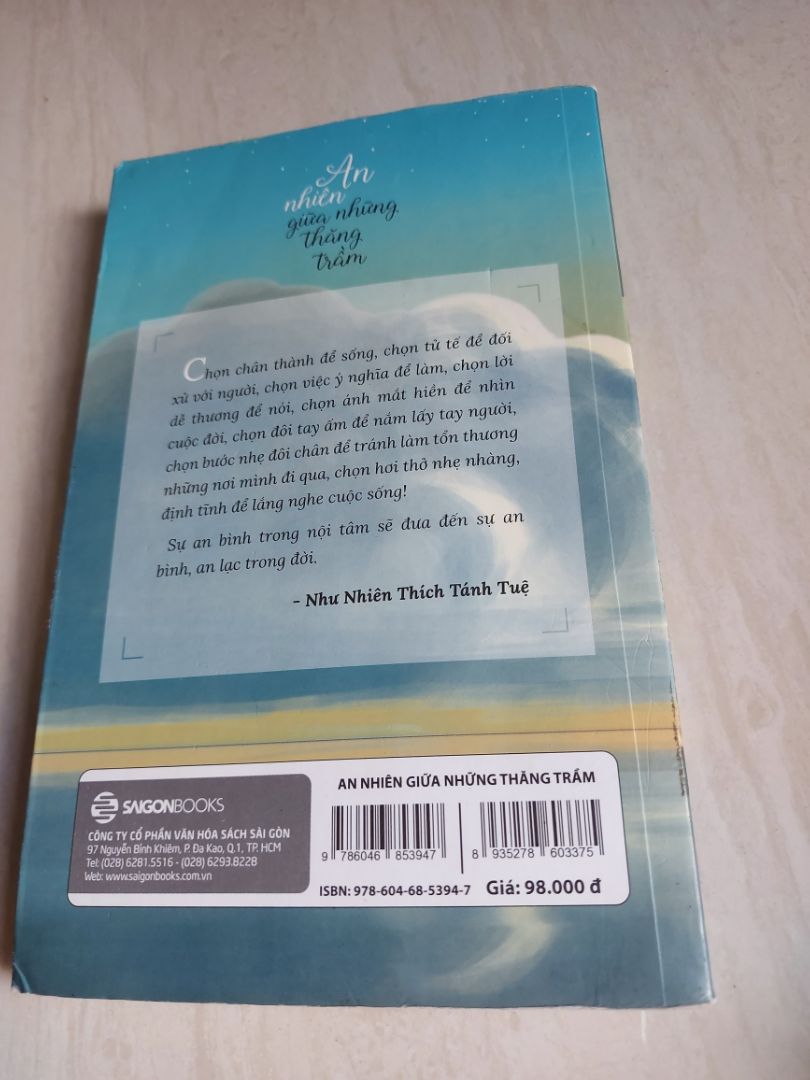 An
nhiên
giữa những
thăng
trầm
Chọn chân thành để sống, chọn tử tế để đối
xử với người, chọn việc ý nghĩa để làm, chọn lời
dễ thương để nói, chọn ánh mắt hiền để nhìn
cuộc đời, chọn đôi tay ấm để nắm lấy tay người,
chọn bước nhẹ đôi chân để tránh làm tổn thương
những nơi mình đi qua, chọn hơi thở nhẹ nhàng,
định tĩnh để lắng nghe cuộc sống!
Sự an bình trong nội tâm sẽ đưa đến sự an
bình, an lạc trong đời.
- Như Nhiên Thích Tánh Tuệ
SAIGONBOOKS
CÔNG TY CỔ PHẦN VĂN HÓA SÁCH SÀI GÒN
97 Nguyễn Bỉnh Khiêm, P. Đa Kao, Q.1, TP. HCM
Tel: (028) 6281.5516 - (028) 6293.8228
Web: www.saigonbooks.com.vn
AN NHIÊN GIỮA NHỮNG THĂNG TRẦM
9 786046 853947
8 935278 603375
ISBN: 978-604-68-5394-7 Giá: 98.000 đ